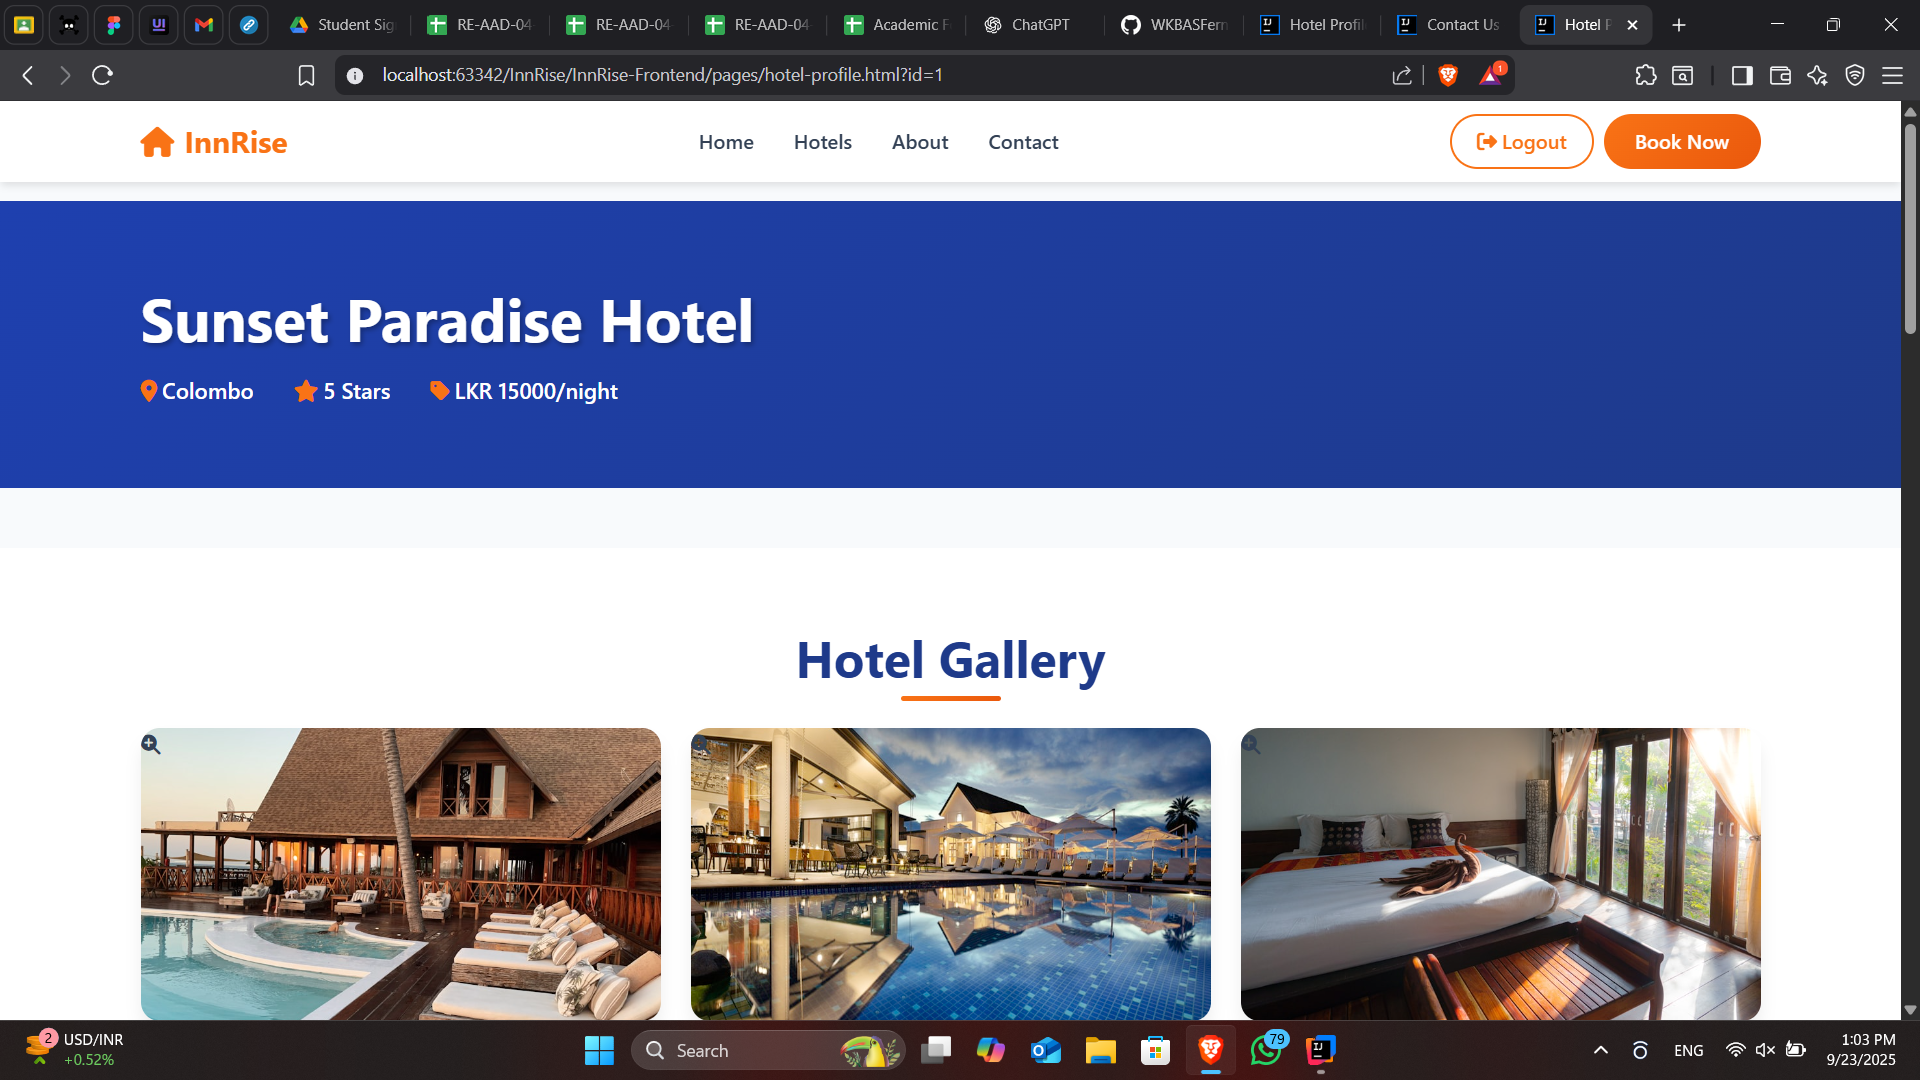 Student Sig
RE-AAD-04
RE-AAD-04
RE-AAD-04
Academic F
ChatGPT
WKBASFern
Hotel Profil
Contact Us
Hotel P
localhost:63342/InnRise/InnRise-Frontend/pages/hotel-profile.html?id=1
1
InnRise
Home
Hotels
About
Contact
Logout
Book Now
Sunset Paradise Hotel
Colombo
5 Stars
LKR 15000/night
Hotel Gallery
2
USD/INR
+0.52%
Search
79
ENG
1:03 PM
9/23/2025